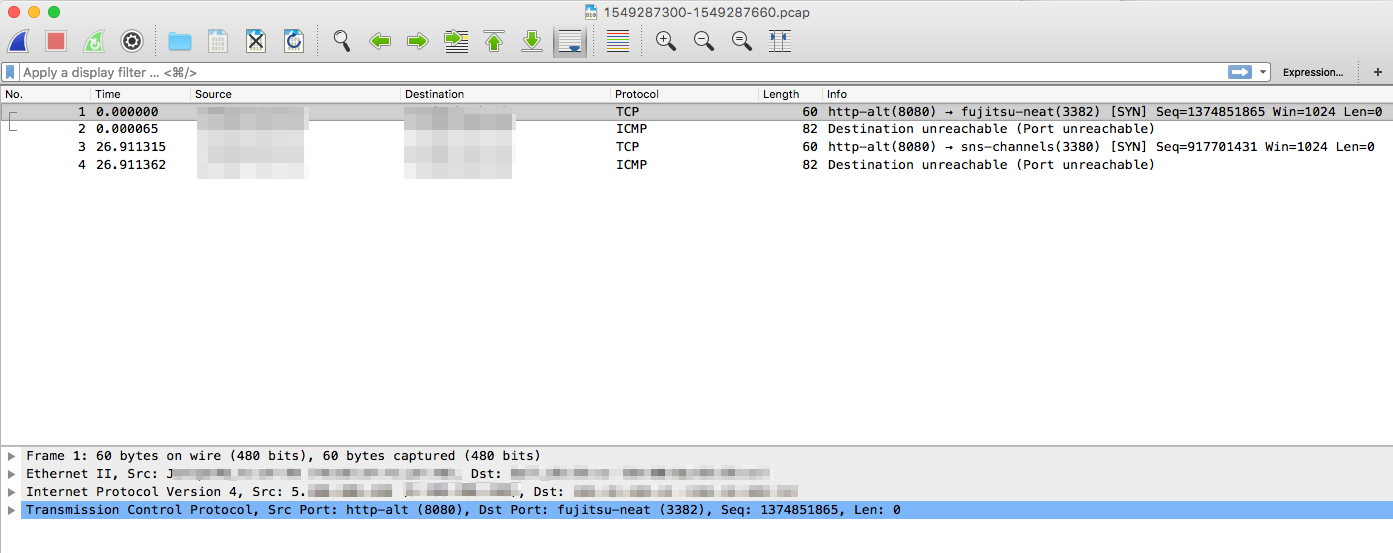 1549287300-1549287660.pcap
Apply a display filter ... <⌘/>
Expression...
+
No. Time Source Destination Protocol Length Info
1 0.000000 TCP 60 http-alt(8080) → fujitsu-neat(3382) [SYN] Seq=1374851865 Win=1024 Len=0
2 0.000065 ICMP 82 Destination unreachable (Port unreachable)
3 26.911315 TCP 60 http-alt(8080) → sns-channels(3380) [SYN] Seq=917701431 Win=1024 Len=0
4 26.911362 ICMP 82 Destination unreachable (Port unreachable)
Frame 1: 60 bytes on wire (480 bits), 60 bytes captured (480 bits)
Ethernet II, Src: Dst:
Internet Protocol Version 4, Src: 5. , Dst:
Transmission Control Protocol, Src Port: http-alt (8080), Dst Port: fujitsu-neat (3382), Seq: 1374851865, Len: 0